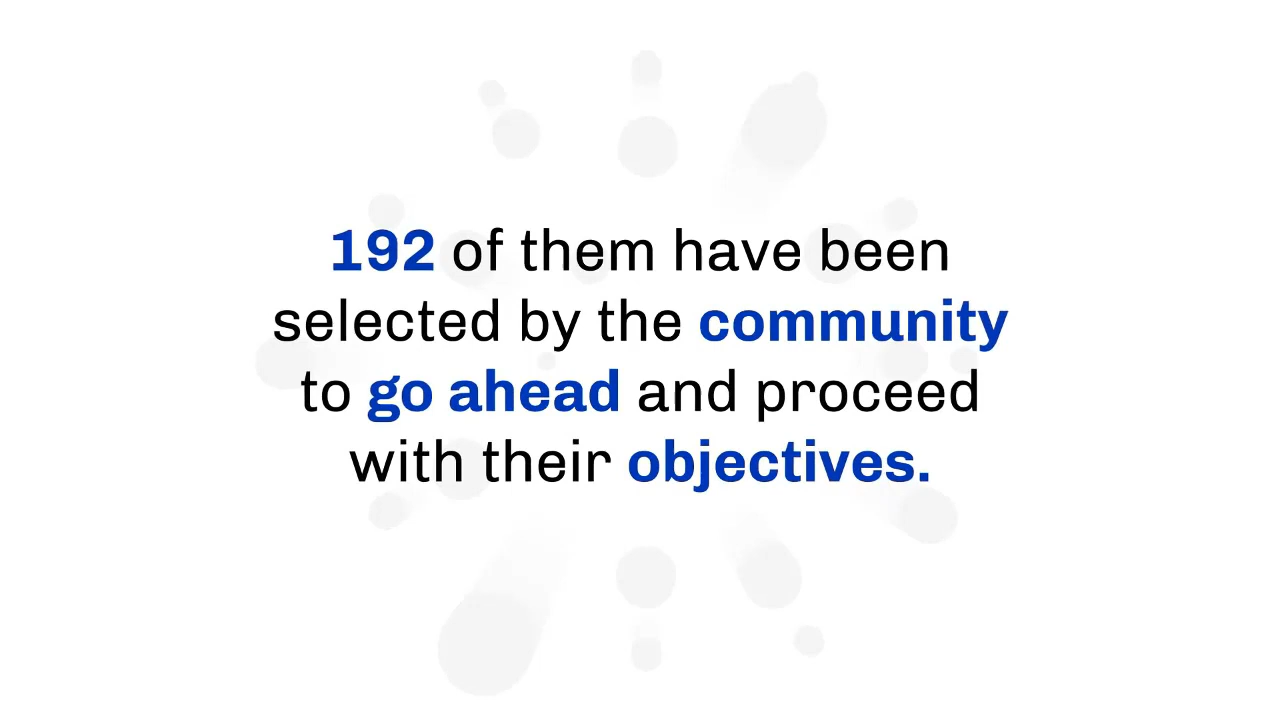 192 of them have been
selected by the community
to go ahead and proceed
with their objectives.